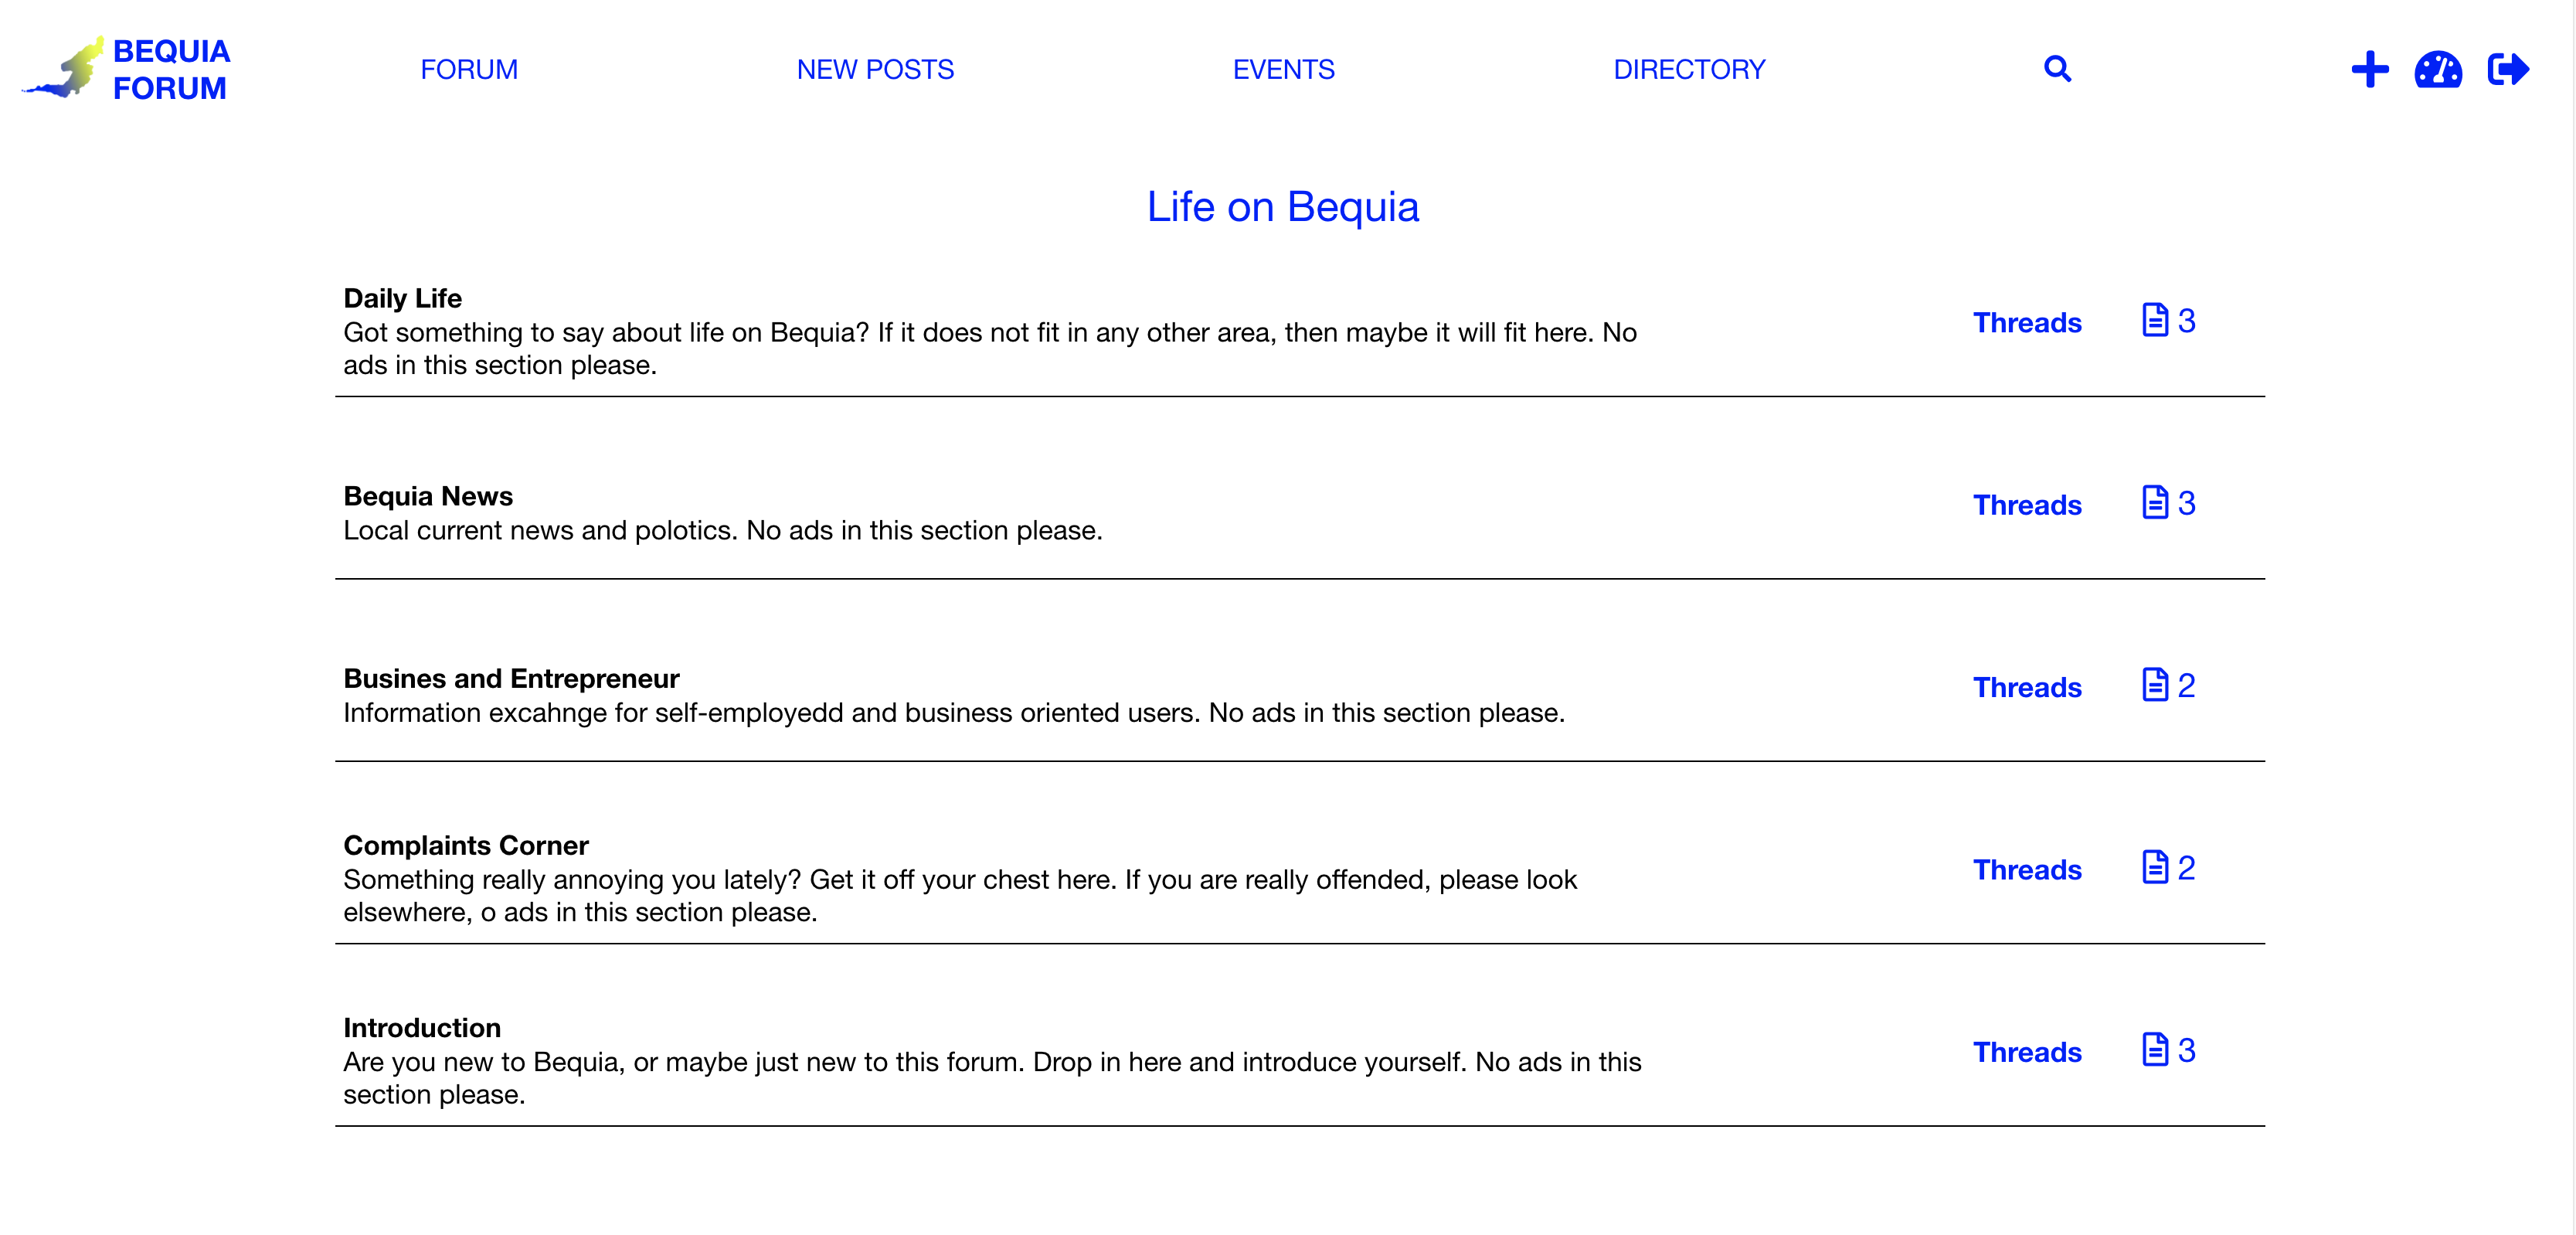 BEQUIA
FORUM
FORUM
NEW POSTS
EVENTS
DIRECTORY
Life on Bequia
Daily Life
Got something to say about life on Bequia? If it does not fit in any other area, then maybe it will fit here. No
ads in this section please.
Threads 3
Bequia News
Local current news and polotics. No ads in this section please.
Threads 3
Busines and Entrepreneur
Information excahnge for self-employedd and business oriented users. No ads in this section please.
Threads 2
Complaints Corner
Something really annoying you lately? Get it off your chest here. If you are really offended, please look
elsewhere, o ads in this section please.
Threads 2
Introduction
Are you new to Bequia, or maybe just new to this forum. Drop in here and introduce yourself. No ads in this
section please.
Threads 3